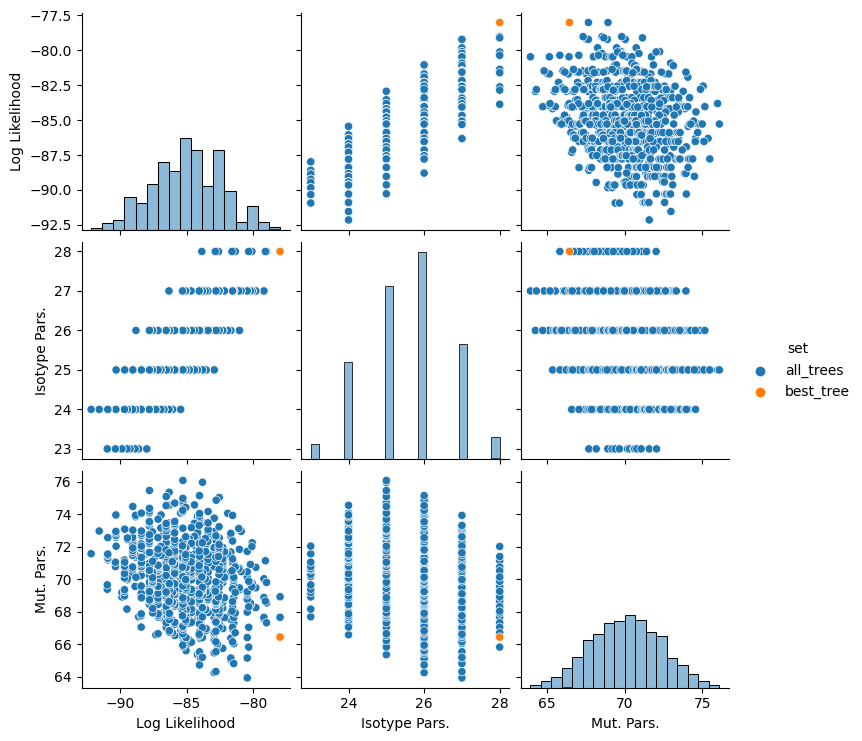 −77.5
−80.0
−82.5
−85.0
−87.5
−90.0
−92.5
Log Likelihood
28
27
26
25
24
23
Isotype Pars.
set
all_trees
best_tree
76
74
72
70
68
66
64
Mut. Pars.
−90 −85 −80
24 26 28
65 70 75
Log Likelihood
Isotype Pars.
Mut. Pars.